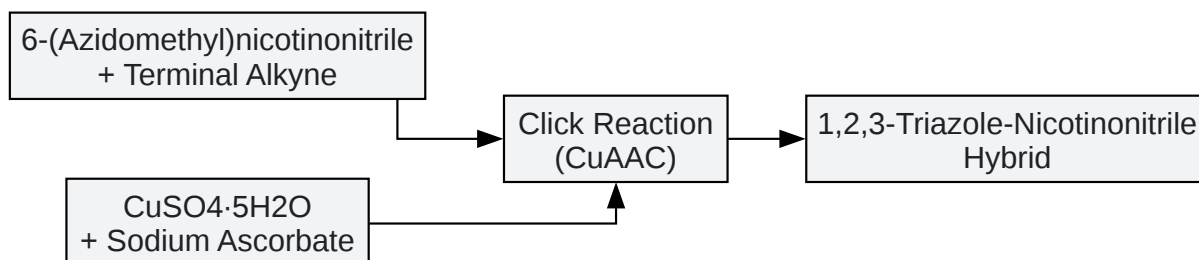 6-(Azidomethyl)nicotinonitrile
+ Terminal Alkyne
Click Reaction
(CuAAC)
1,2,3-Triazole-Nicotinonitrile
Hybrid
CuSO4·5H2O
+ Sodium Ascorbate